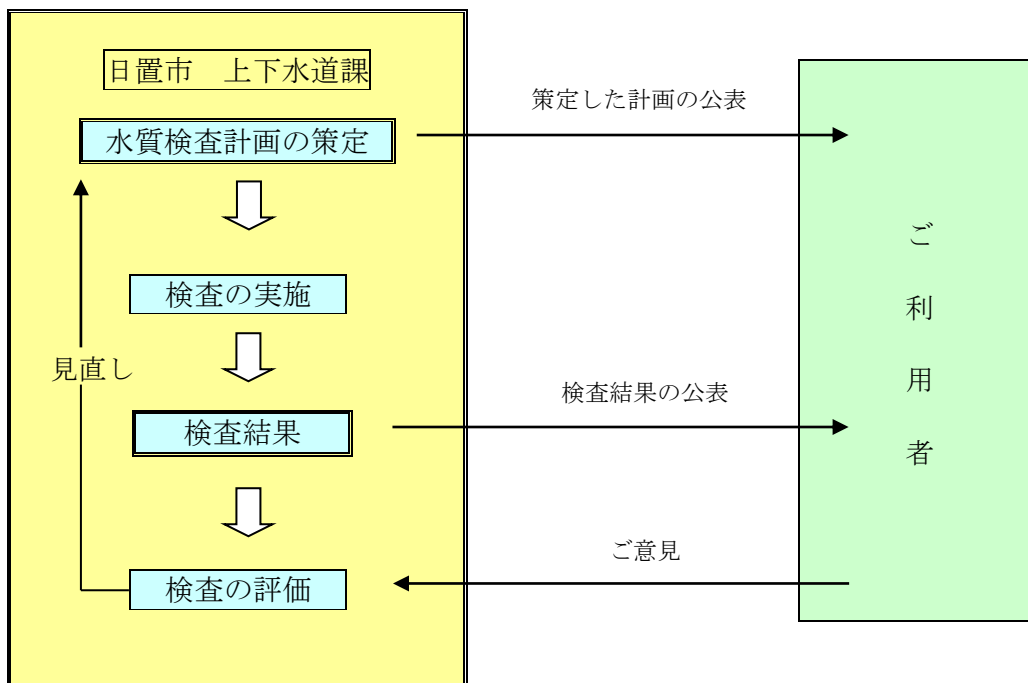 日置市　上下水道課
策定した計画の公表
水質検査計画の策定
検査の実施
見直し
検査結果の公表
検査結果
ご意見
検査の評価
ご利用者